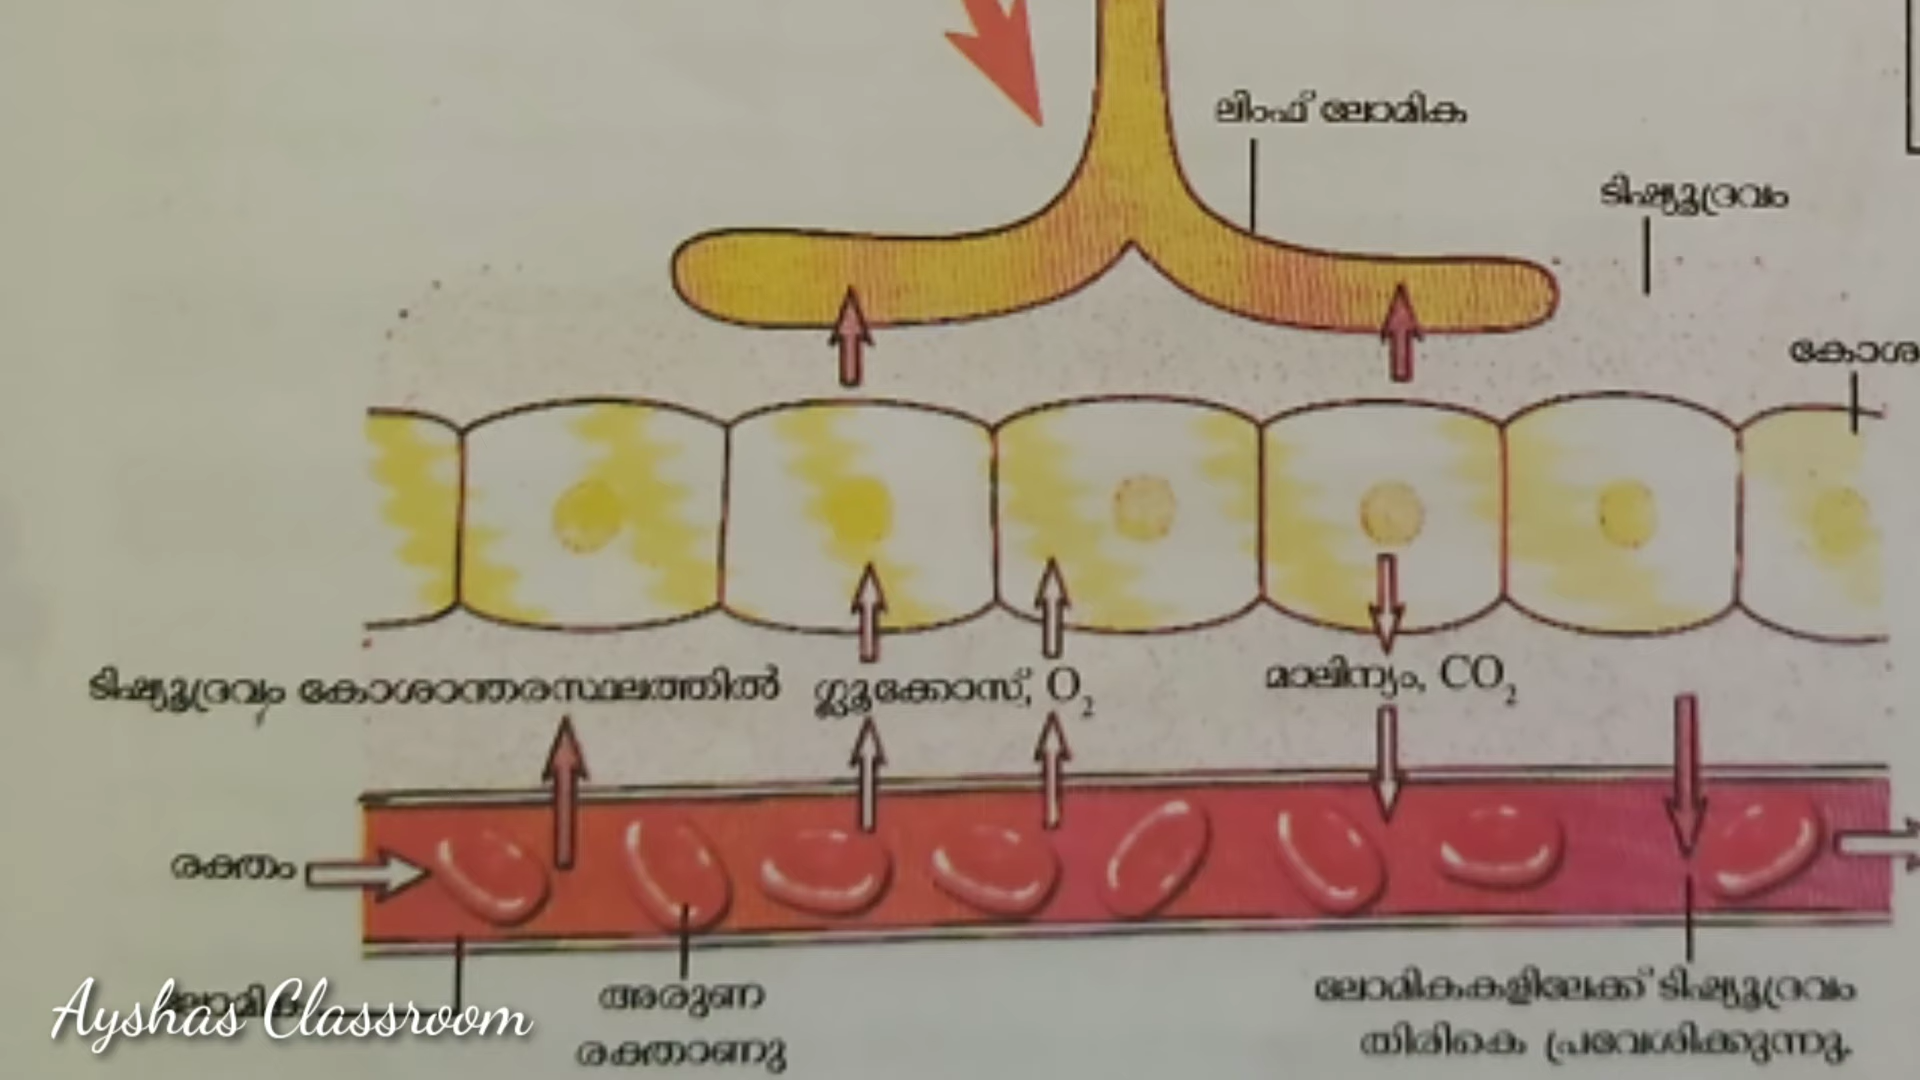 ലിംഫ് ലോമിക
ടിഷ്യൂദ്രവം
കോശ
ടിഷ്യൂദ്രവം കോശാന്തരസ്ഥലത്തിൽ
ഗ്ലൂക്കോസ്, O₂
മാലിന്യം, CO₂
രക്തം
ലോമിക
Ayshas Classroom
അരുണ
രക്താണു
ലോമികകളിലേക്ക് ടിഷ്യൂദ്രവം
തിരികെ പ്രവേശിക്കുന്നു.